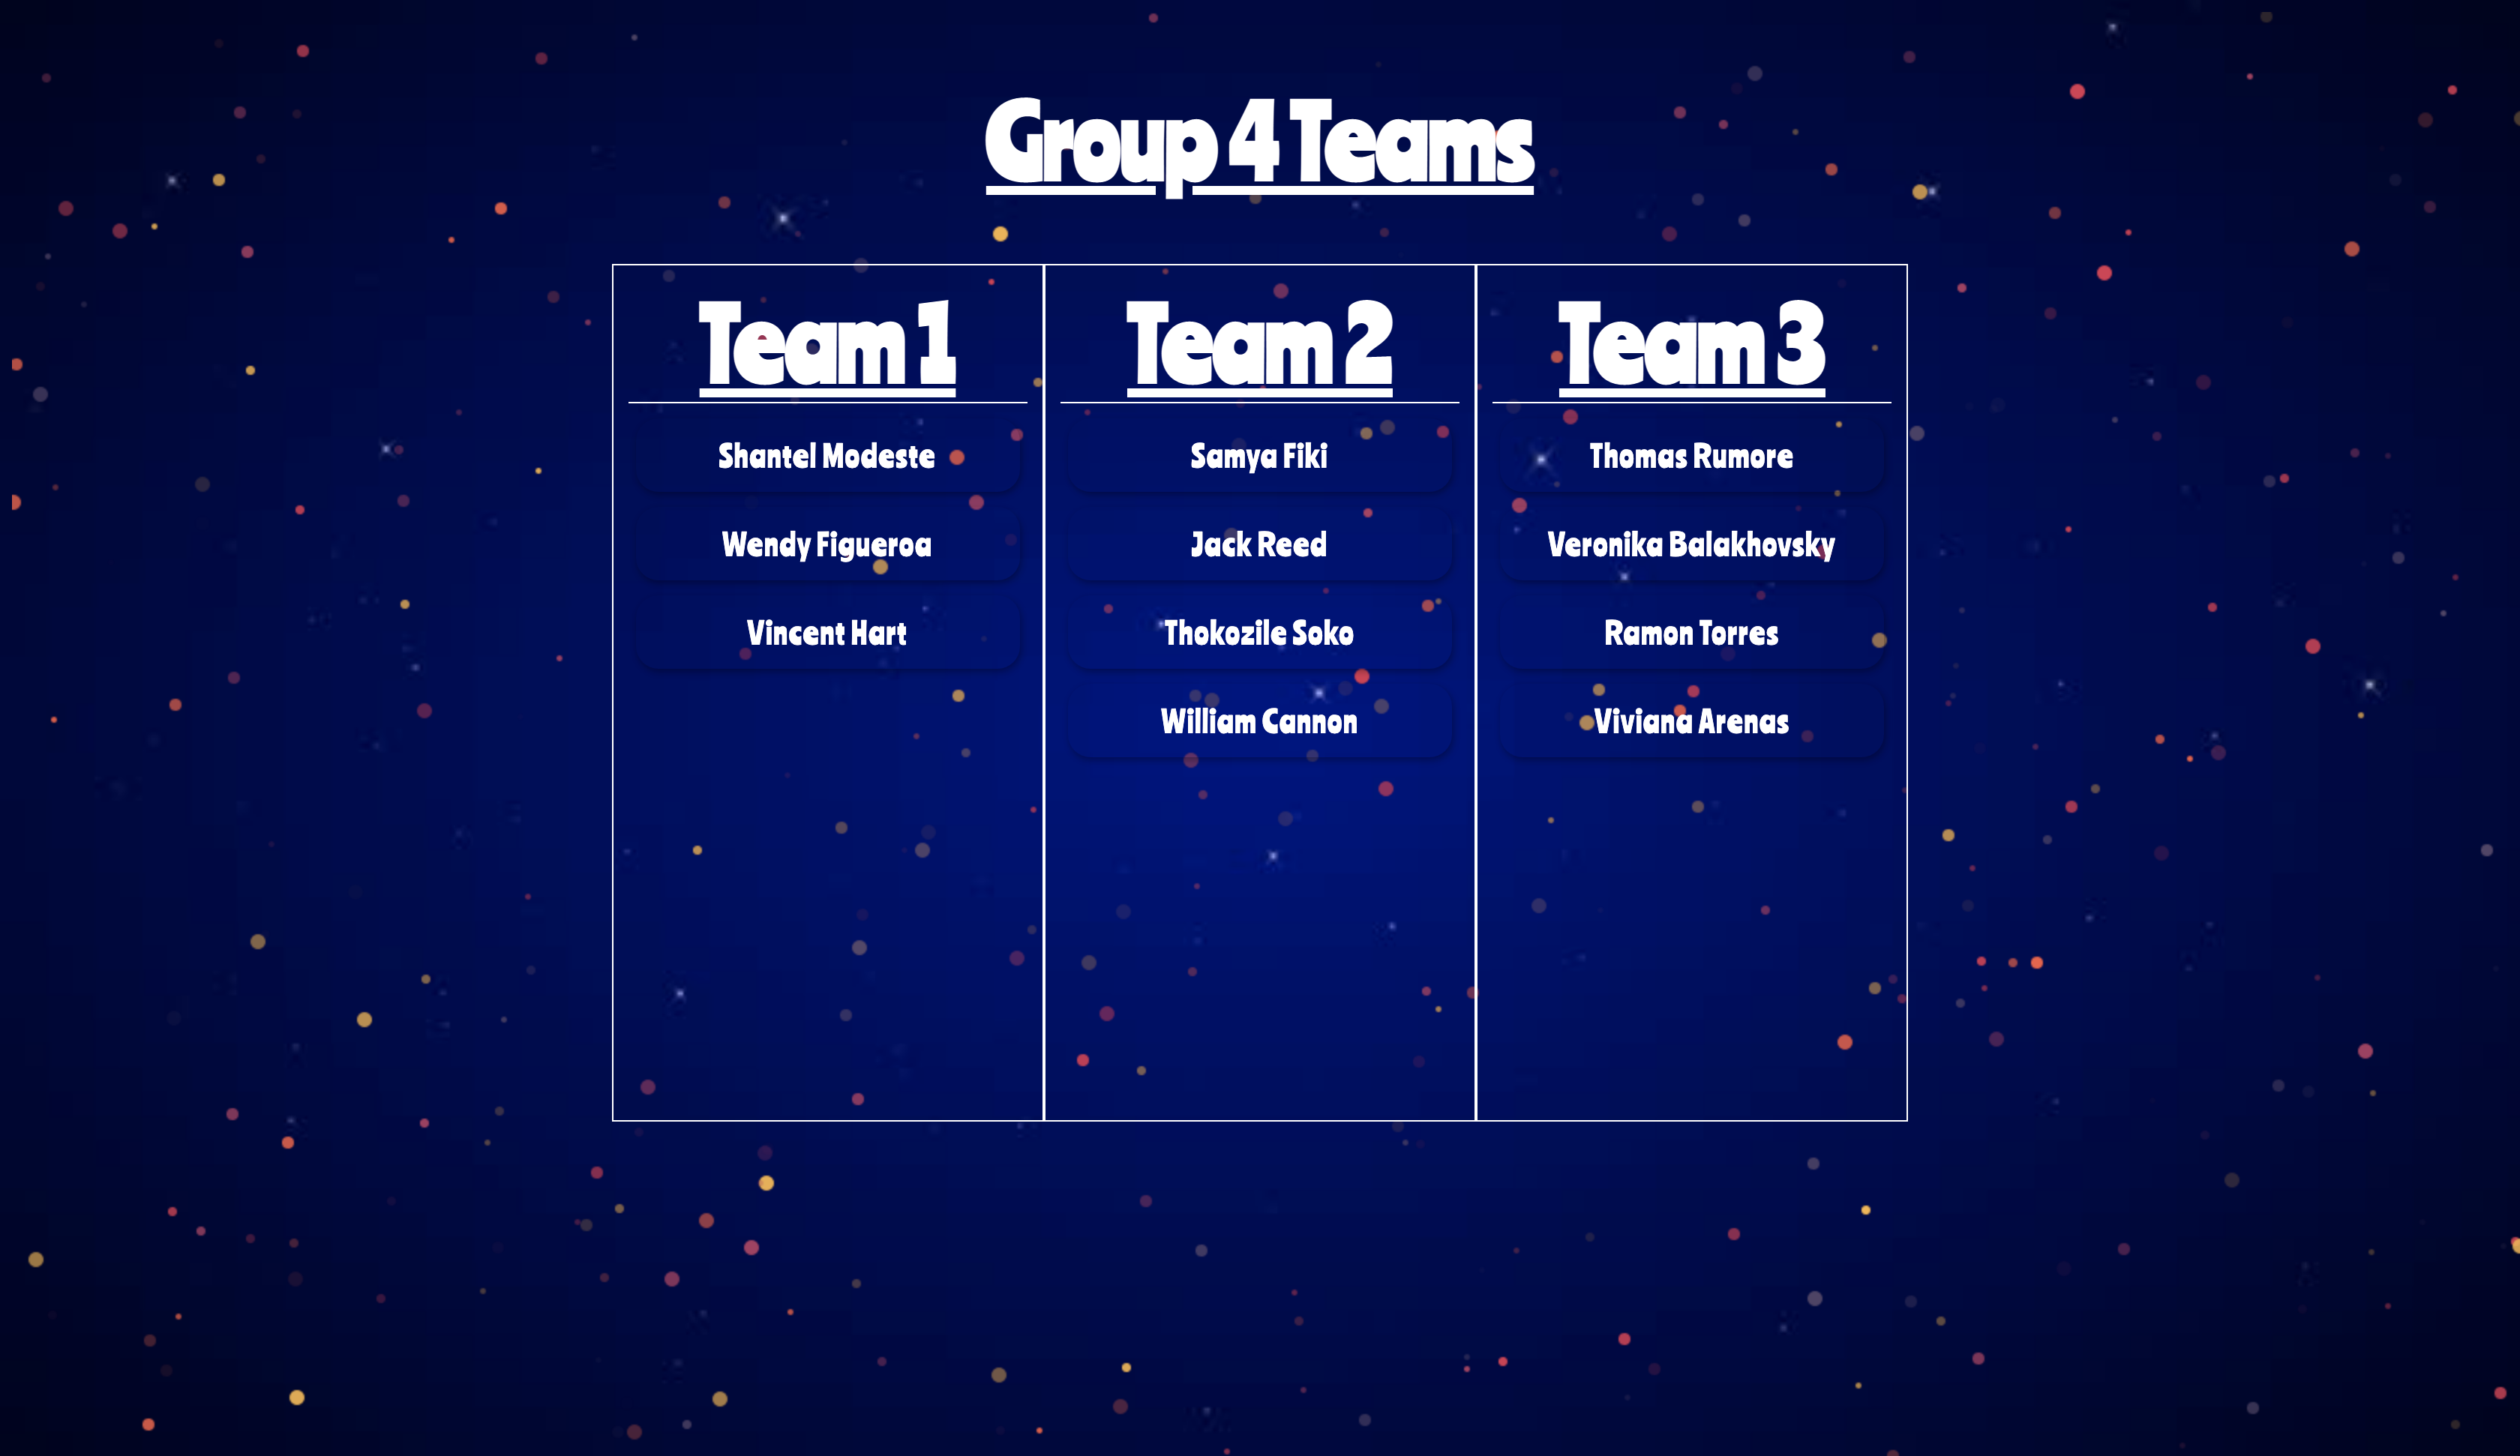 Group 4 Teams
Team 1
Shantel Modeste
Wendy Figueroa
Vincent Hart
Team 2
Samya Fiki
Jack Reed
Thokozile Soko
William Cannon
Team 3
Thomas Rumore
Veronika Balakhovsky
Ramon Torres
Viviana Arenas